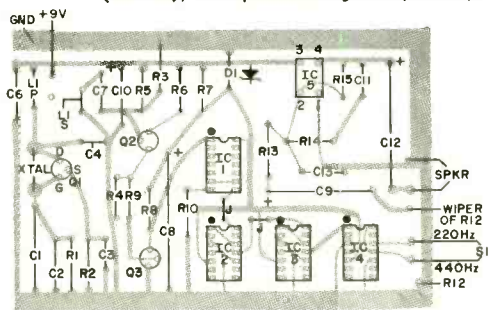 GND +9V
3 4
C6 L1 P C7 C10 R5 R3 R6 R7 D1 IC 5 R15 C11
L1 S
2
C4 Q2 R13 R14 C12
XTAL D S G Q1 IC 1 C13
SPKR
R4 R9 R8 C8 R10 J C9
WIPER OF R12
220Hz
C1 C2 R1 R2 C3 Q3 IC 2 J IC 3 IC 4 S1
440Hz
R12